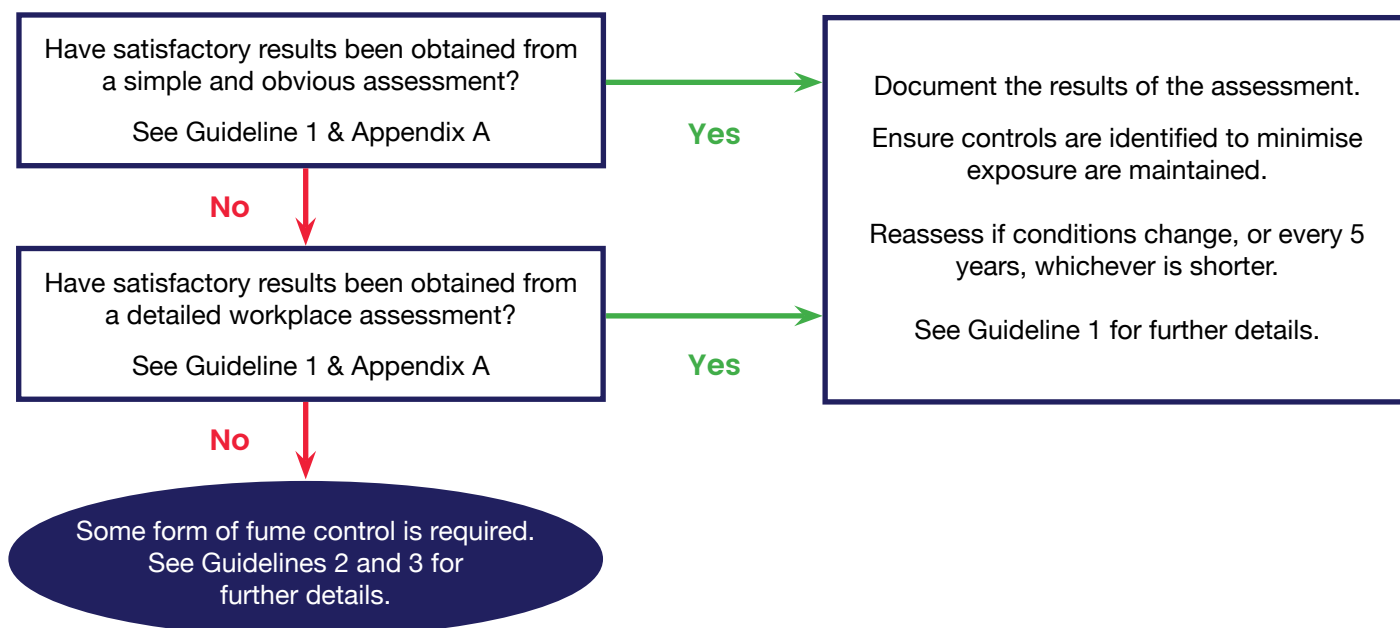 Have satisfactory results been obtained from
a simple and obvious assessment?
See Guideline 1 & Appendix A
Yes
Document the results of the assessment.
Ensure controls are identified to minimise
exposure are maintained.
Reassess if conditions change, or every 5
years, whichever is shorter.
See Guideline 1 for further details.
No
Have satisfactory results been obtained from
a detailed workplace assessment?
See Guideline 1 & Appendix A
Yes
No
Some form of fume control is required.
See Guidelines 2 and 3 for
further details.